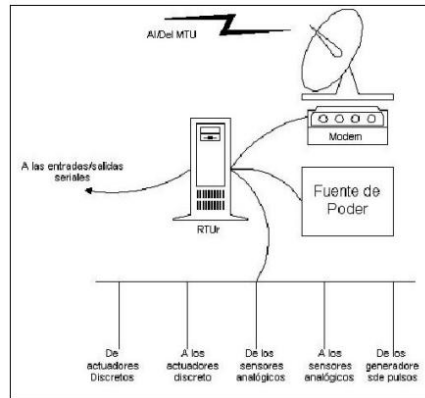 Al/Del MTU
Modem
A las entradas/salidas
seriales
Fuente de
Poder
RTUr
De
actuadores
Discretos
A los
actuadores
discreto
De los
sensores
analógicos
A los
sensores
analógicos
De los
generadore
sde pulsos